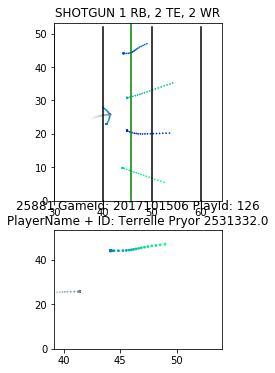 SHOTGUN 1 RB, 2 TE, 2 WR
50
40
30
20
10
0
30 40 50 60
25881 GameId: 2017101506 PlayId: 126
PlayerName + ID: Terrelle Pryor 2531332.0
40
20
0
40 45 50